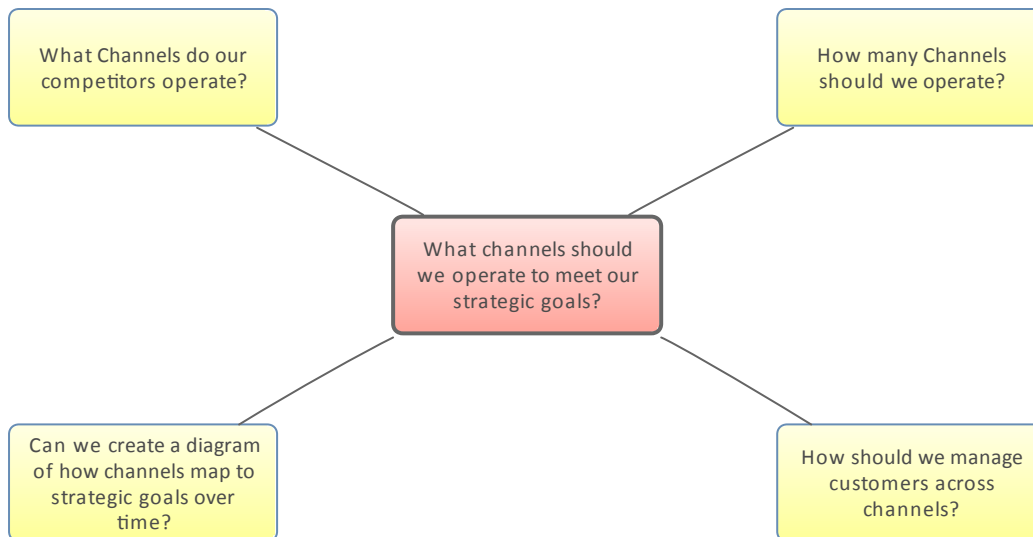 What Channels do our
competitors operate?
How many Channels
should we operate?
What channels should
we operate to meet our
strategic goals?
Can we create a diagram
of how channels map to
strategic goals over
time?
How should we manage
customers across
channels?